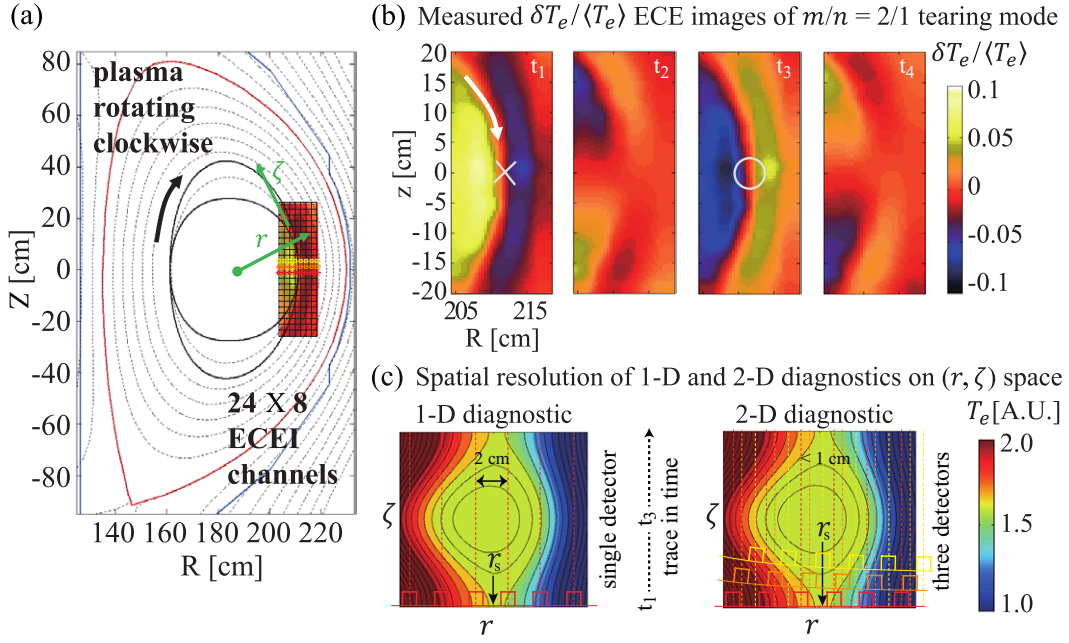 (a)
plasma
rotating
clockwise
ζ
r
24 X 8
ECEI
channels
Z [cm]
80
60
40
20
0
-20
-40
-60
-80
140 160 180 200 220
R [cm]
(b) Measured δTₑ/⟨Tₑ⟩ ECE images of m/n = 2/1 tearing mode
t₁ t₂ t₃ t₄
δTₑ/⟨Tₑ⟩
z [cm]
20
15
10
5
0
-5
-10
-15
-20
205 215
R [cm]
0.1
0.05
0
-0.05
-0.1
(c) Spatial resolution of 1-D and 2-D diagnostics on (r, ζ) space
1-D diagnostic
2 cm
ζ
rₛ
r
single detector
t₁ t₃
trace in time
2-D diagnostic
< 1 cm
ζ
rₛ
r
three detectors
Tₑ[A.U.]
2.0
1.5
1.0